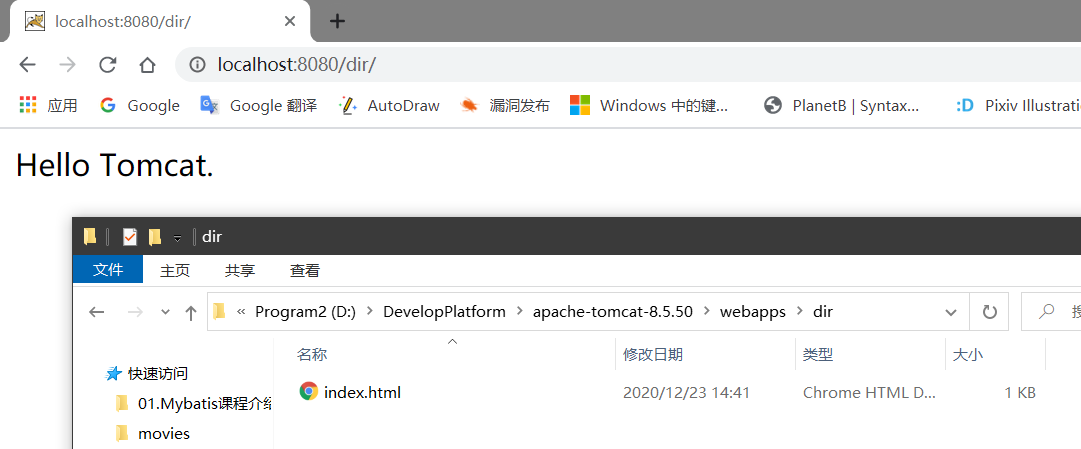 localhost:8080/dir/
localhost:8080/dir/
应用 Google Google 翻译 AutoDraw 漏洞发布 Windows 中的键... PlanetB | Syntax... Pixiv Illustrati
Hello Tomcat.
dir
文件 主页 共享 查看
« Program2 (D:) > DevelopPlatform > apache-tomcat-8.5.50 > webapps > dir
名称 修改日期 类型 大小
快速访问
index.html 2020/12/23 14:41 Chrome HTML D... 1 KB
01.Mybatis课程介绍
movies